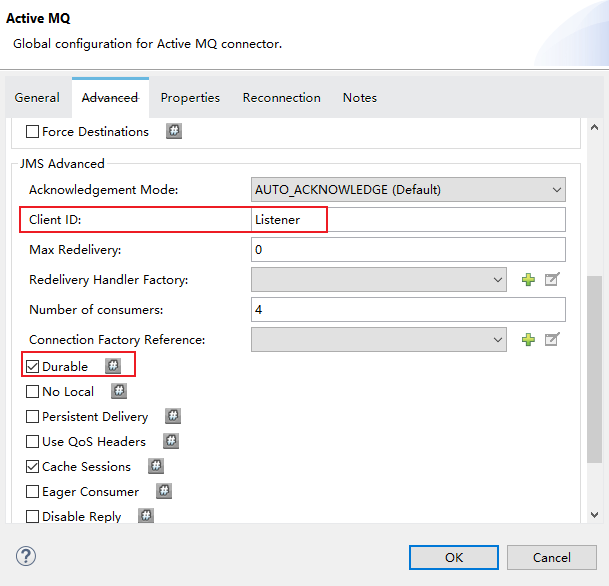 Active MQ
Global configuration for Active MQ connector.
General Advanced Properties Reconnection Notes
Force Destinations #
JMS Advanced
Acknowledgement Mode: AUTO_ACKNOWLEDGE (Default)
Client ID: Listener
Max Redelivery: 0
Redelivery Handler Factory:
Number of consumers: 4
Connection Factory Reference:
Durable #
No Local #
Persistent Delivery #
Use QoS Headers #
Cache Sessions #
Eager Consumer #
Disable Reply #
? OK Cancel